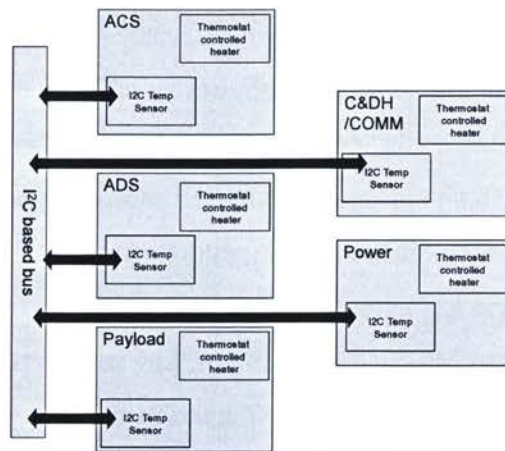 ACS
Thermostat
controlled
heater
I2C Temp
Sensor
C&DH
/COMM
Thermostat
controlled
heater
I2C Temp
Sensor
ADS
Thermostat
controlled
heater
I2C Temp
Sensor
Power
Thermostat
controlled
heater
I2C Temp
Sensor
Payload
Thermostat
controlled
heater
I2C Temp
Sensor
I²C based bus